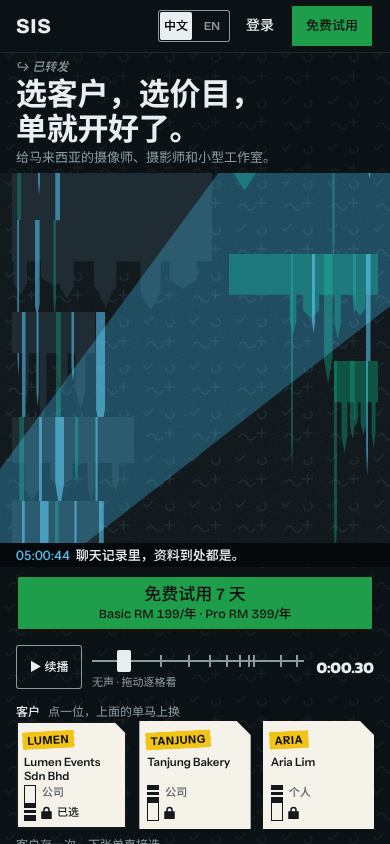 SIS
中文
EN
登录
免费试用
↪ 已转发
选客户，选价目，
单就开好了。
给马来西亚的摄像师、摄影师和小型工作室。
05:00:44 聊天记录里，资料到处都是。
免费试用 7 天
Basic RM 199/年 · Pro RM 399/年
▶ 续播
无声 · 拖动逐格看
0:00.30
客户 点一位，上面的单马上换
LUMEN
Lumen Events
Sdn Bhd
公司
已选
TANJUNG
Tanjung Bakery
公司
ARIA
Aria Lim
个人